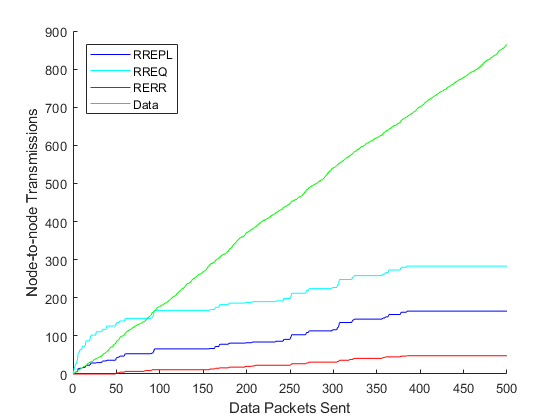 900
800
700
600
500
400
300
200
100
0
Node-to-node Transmissions
RREPL
RREQ
RERR
Data
0 50 100 150 200 250 300 350 400 450 500
Data Packets Sent